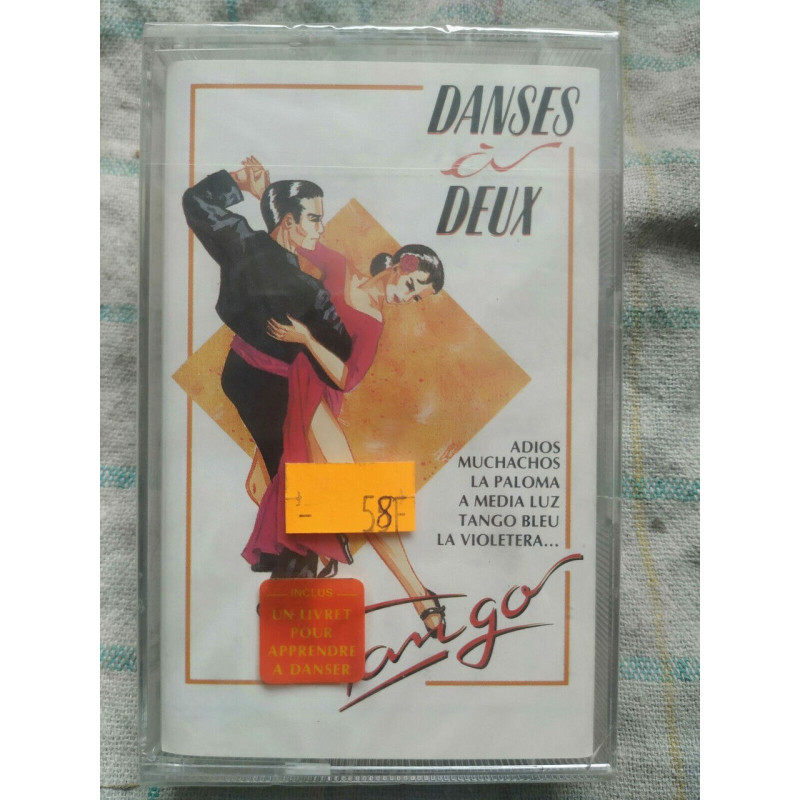 DANSES
à
DEUX
ADIOS
MUCHACHOS
LA PALOMA
A MEDIA LUZ
TANGO BLEU
LA VIOLETERA...
58F
INCLUS
UN LIVRET
POUR
APPRENDRE
A DANSER
Tango